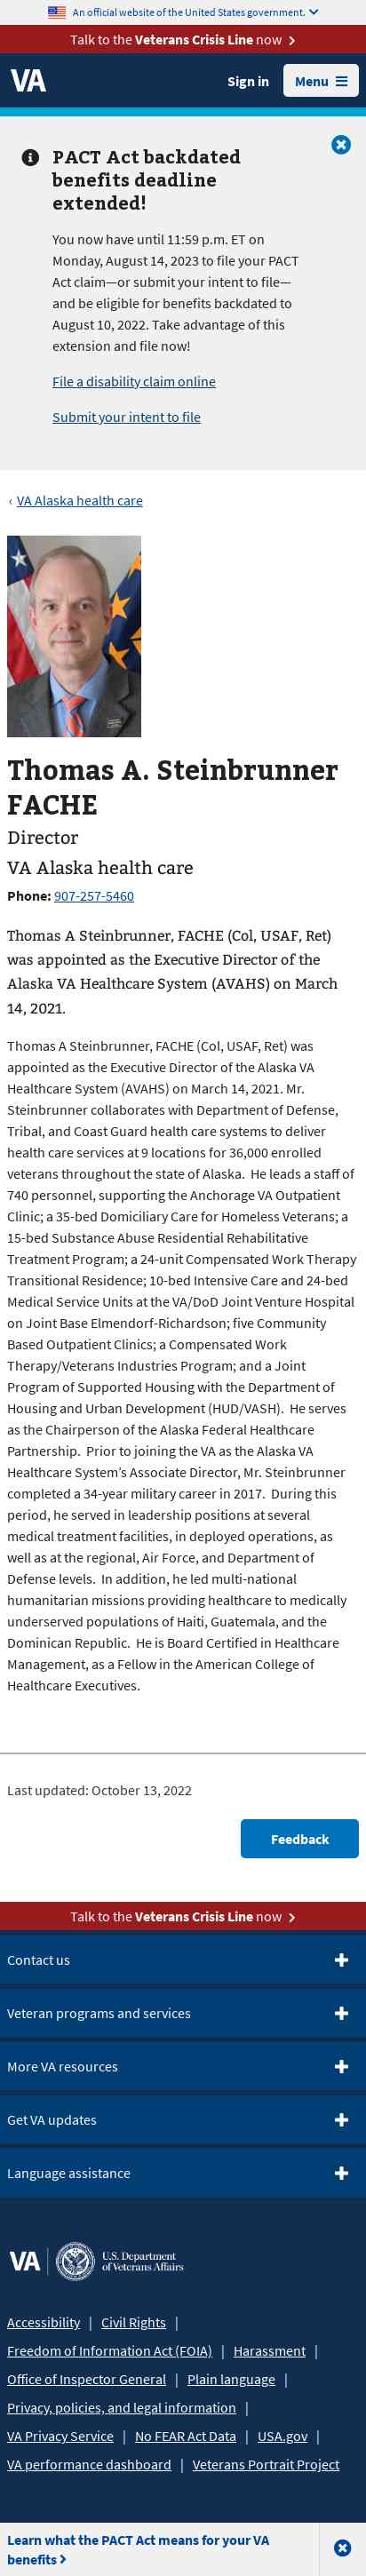 An official website of the United States government.
Talk to the Veterans Crisis Line now
VA
Sign in
Menu
PACT Act backdated
benefits deadline
extended!
You now have until 11:59 p.m. ET on
Monday, August 14, 2023 to file your PACT
Act claim—or submit your intent to file—
and be eligible for benefits backdated to
August 10, 2022. Take advantage of this
extension and file now!
File a disability claim online
Submit your intent to file
‹ VA Alaska health care
Thomas A. Steinbrunner
FACHE
Director
VA Alaska health care
Phone: 907-257-5460
Thomas A Steinbrunner, FACHE (Col, USAF, Ret)
was appointed as the Executive Director of the
Alaska VA Healthcare System (AVAHS) on March
14, 2021.
Thomas A Steinbrunner, FACHE (Col, USAF, Ret) was
appointed as the Executive Director of the Alaska VA
Healthcare System (AVAHS) on March 14, 2021. Mr.
Steinbrunner collaborates with Department of Defense,
Tribal, and Coast Guard health care systems to deliver
health care services at 9 locations for 36,000 enrolled
veterans throughout the state of Alaska.  He leads a staff of
740 personnel, supporting the Anchorage VA Outpatient
Clinic; a 35-bed Domiciliary Care for Homeless Veterans; a
15-bed Substance Abuse Residential Rehabilitative
Treatment Program; a 24-unit Compensated Work Therapy
Transitional Residence; 10-bed Intensive Care and 24-bed
Medical Service Units at the VA/DoD Joint Venture Hospital
on Joint Base Elmendorf-Richardson; five Community
Based Outpatient Clinics; a Compensated Work
Therapy/Veterans Industries Program; and a Joint
Program of Supported Housing with the Department of
Housing and Urban Development (HUD/VASH).  He serves
as the Chairperson of the Alaska Federal Healthcare
Partnership.  Prior to joining the VA as the Alaska VA
Healthcare System’s Associate Director, Mr. Steinbrunner
completed a 34-year military career in 2017.  During this
period, he served in leadership positions at several
medical treatment facilities, in deployed operations, as
well as at the regional, Air Force, and Department of
Defense levels.  In addition, he led multi-national
humanitarian missions providing healthcare to medically
underserved populations of Haiti, Guatemala, and the
Dominican Republic.  He is Board Certified in Healthcare
Management, as a Fellow in the American College of
Healthcare Executives.
Last updated: October 13, 2022
Feedback
Talk to the Veterans Crisis Line now
Contact us
Veteran programs and services
More VA resources
Get VA updates
Language assistance
VA U.S. Department
of Veterans Affairs
Accessibility | Civil Rights |
Freedom of Information Act (FOIA) | Harassment |
Office of Inspector General | Plain language |
Privacy, policies, and legal information |
VA Privacy Service | No FEAR Act Data | USA.gov |
VA performance dashboard | Veterans Portrait Project
Learn what the PACT Act means for your VA
benefits